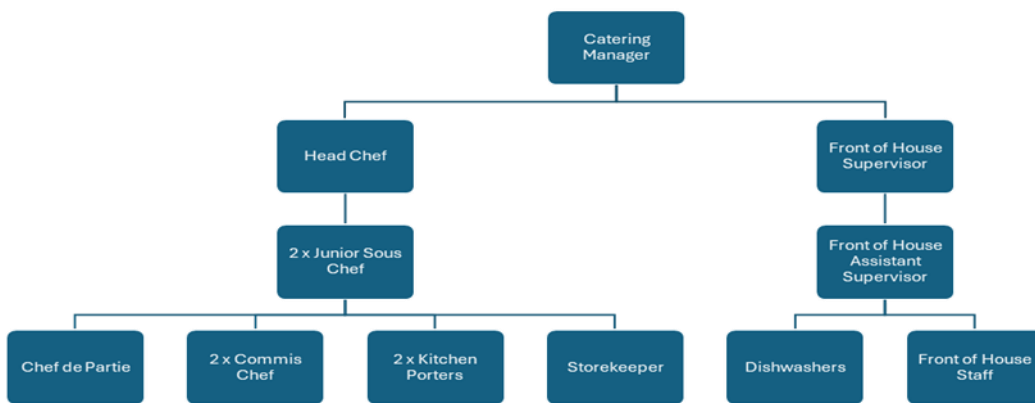 Catering
Manager
Head Chef
Front of House
Supervisor
2 x Junior Sous
Chef
Front of House
Assistant
Supervisor
Chef de Partie
2 x Commis
Chef
2 x Kitchen
Porters
Storekeeper
Dishwashers
Front of House
Staff